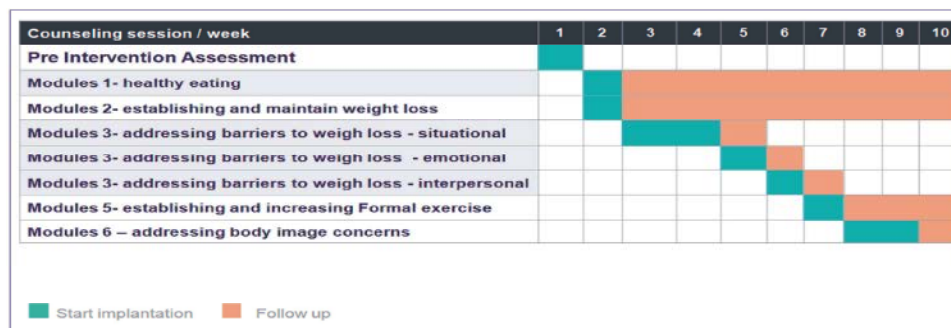 Counseling session / week 1 2 3 4 5 6 7 8 9 10
Pre Intervention Assessment
Modules 1- healthy eating
Modules 2- establishing and maintain weight loss
Modules 3- addressing barriers to weigh loss - situational
Modules 3- addressing barriers to weigh loss - emotional
Modules 3- addressing barriers to weigh loss - interpersonal
Modules 5- establishing and increasing Formal exercise
Modules 6 – addressing body image concerns
Start implantation Follow up